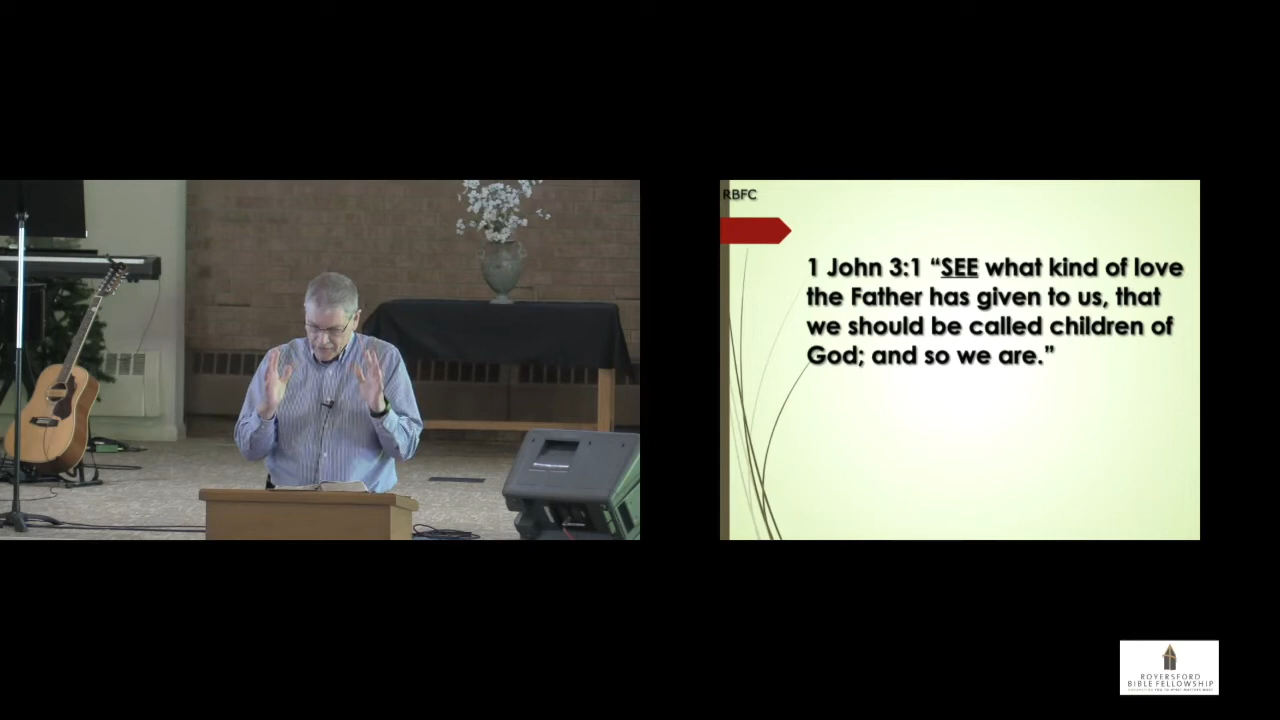 RBFC
1 John 3:1 “SEE what kind of love
the Father has given to us, that
we should be called children of
God; and so we are.”
ROYERSFORD
BIBLE FELLOWSHIP